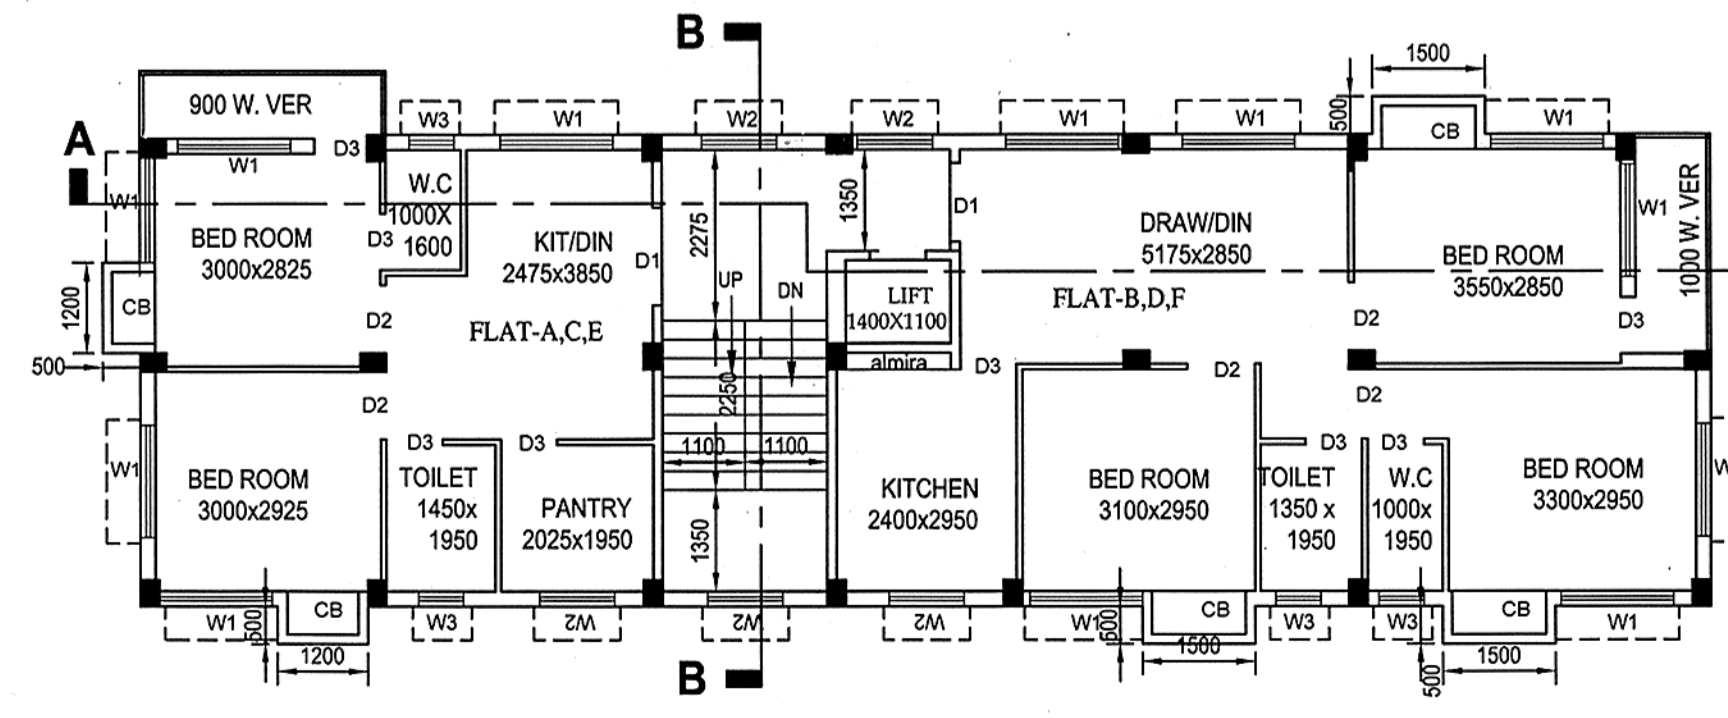 B
1500
500
900 W. VER
W3
W1
W2
W2
W1
W1
CB
W1
A
W1
D3
W1
W.C
1000X
1600
D3
2275
1350
D1
DRAW/DIN
5175x2850
W1
1000 W. VER
BED ROOM
3000x2825
KIT/DIN
2475x3850
D1
BED ROOM
3550x2850
UP
DN
LIFT
1400X1100
FLAT-B,D,F
1200
CB
D2
FLAT-A,C,E
D2
D3
500
almira
D3
D2
D2
2250
D2
D3
D3
1100
1100
D3
D3
W1
BED ROOM
3000x2925
TOILET
1450x
1950
PANTRY
2025x1950
1350
KITCHEN
2400x2950
BED ROOM
3100x2950
TOILET
1350 x
1950
W.C
1000x
1950
BED ROOM
3300x2950
W
W1
500
CB
W3
W2
W2
W2
W1
500
CB
W3
W3
CB
W1
1200
1500
500
1500
B